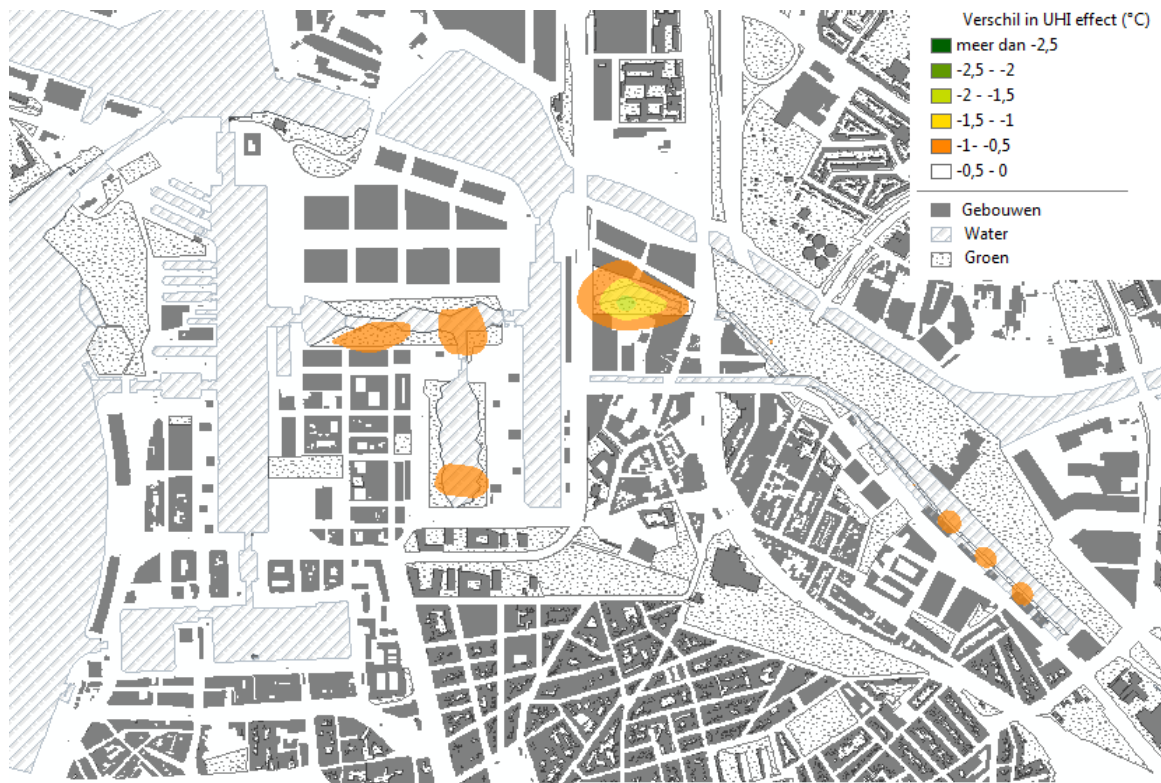 Verschil in UHI effect (°C)
meer dan -2,5
-2,5 - -2
-2 - -1,5
-1,5 - -1
-1- -0,5
-0,5 - 0
Gebouwen
Water
Groen